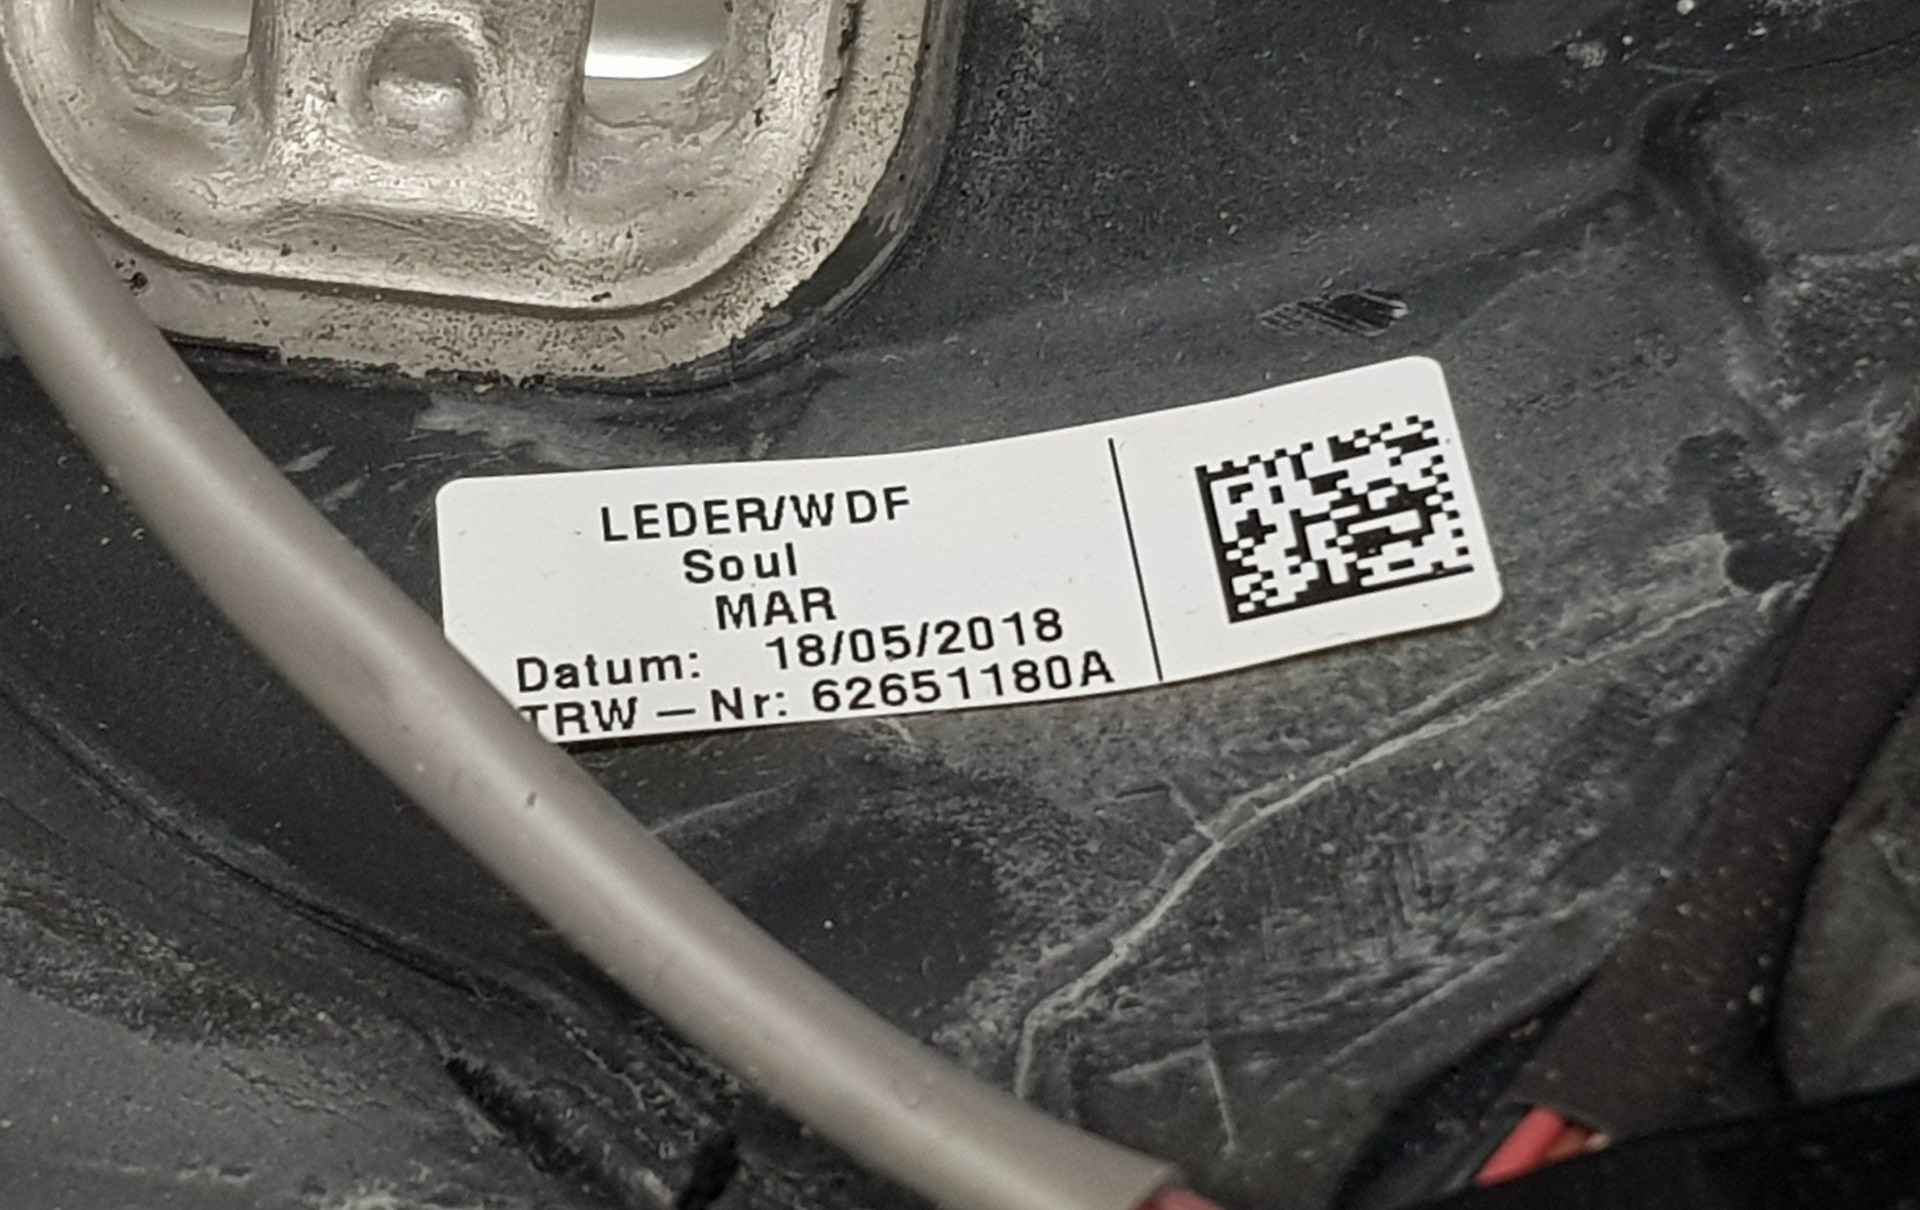 LEDER/WDF
Soul
MAR
Datum: 18/05/2018
TRW – Nr: 62651180A